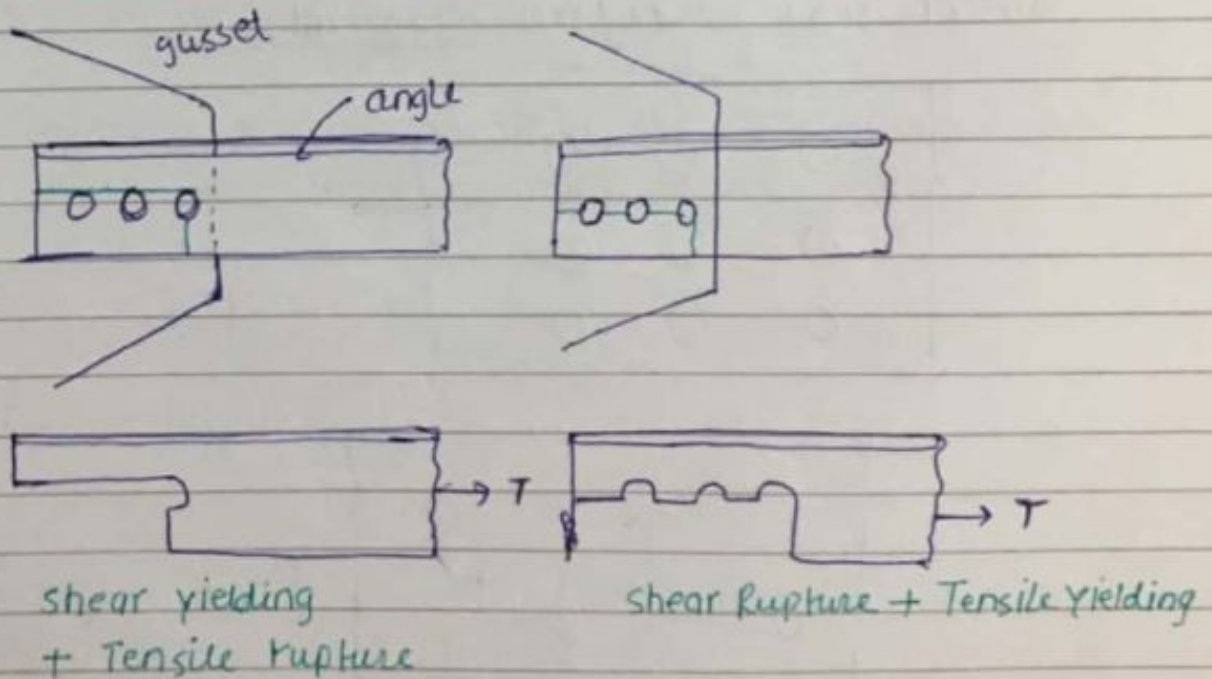 gusset
angle
T
T
shear yielding
+ Tensile rupture
Shear Rupture + Tensile Yielding